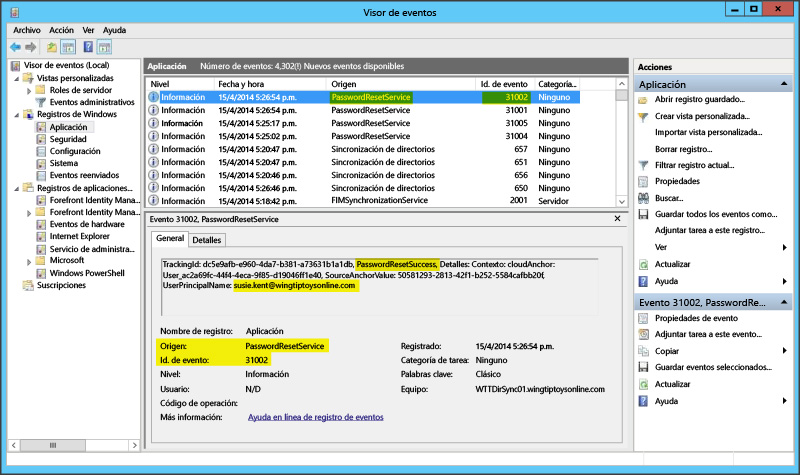 Visor de eventos
Archivo Acción Ver Ayuda
Visor de eventos (Local)
Vistas personalizadas
Roles de servidor
Eventos administrativos
Registros de Windows
Aplicación
Seguridad
Configuración
Sistema
Eventos reenviados
Registros de aplicaciones...
Forefront Identity Mana...
Forefront Identity Mana...
Eventos de hardware
Internet Explorer
Servicio de administra...
Microsoft
Windows PowerShell
Suscripciones
Aplicación Número de eventos: 4,302(!) Nuevos eventos disponibles
Nivel Fecha y hora Origen Id. de evento Categoría...
Información 15/4/2014 5:26:54 p.m. PasswordResetService 31002 Ninguno
Información 15/4/2014 5:26:54 p.m. PasswordResetService 31001 Ninguno
Información 15/4/2014 5:25:17 p.m. PasswordResetService 31005 Ninguno
Información 15/4/2014 5:25:02 p.m. PasswordResetService 31004 Ninguno
Información 15/4/2014 5:20:47 p.m. Sincronización de directorios 657 Ninguno
Información 15/4/2014 5:20:47 p.m. Sincronización de directorios 651 Ninguno
Información 15/4/2014 5:20:46 p.m. Sincronización de directorios 656 Ninguno
Información 15/4/2014 5:26:46 p.m. Sincronización de directorios 650 Ninguno
Información 15/4/2014 5:18:42 p.m. FIMSynchronizationService 2001 Servidor
Evento 31002, PasswordResetService
General Detalles
TrackingId: dc5e9afb-e960-4da7-b381-a73631b1a1db, PasswordResetSuccess, Detalles: Contexto: cloudAnchor:
User_ac2a69fc-44f4-4eca-9f85-d19046ff1e40, SourceAnchorValue: 50581293-2813-42f1-b252-5584cafbb20f,
UserPrincipalName: susie.kent@wingtiptoysonline.com
Nombre de registro: Aplicación
Origen: PasswordResetService Registrado: 15/4/2014 5:26:54 p.m.
Id. de evento: 31002 Categoría de tarea: Ninguno
Nivel: Información Palabras clave: Clásico
Usuario: N/D Equipo: WTTDirSync01.wingtiptoysonline.com
Código de operación:
Más información: Ayuda en línea de registro de eventos
Acciones
Aplicación
Abrir registro guardado...
Crear vista personalizada...
Importar vista personalizada...
Borrar registro...
Filtrar registro actual...
Propiedades
Buscar...
Guardar todos los eventos como...
Adjuntar tarea a este registro...
Ver
Actualizar
Ayuda
Evento 31002, PasswordRe...
Propiedades de evento
Adjuntar tarea a este evento...
Copiar
Guardar eventos seleccionados...
Actualizar
Ayuda